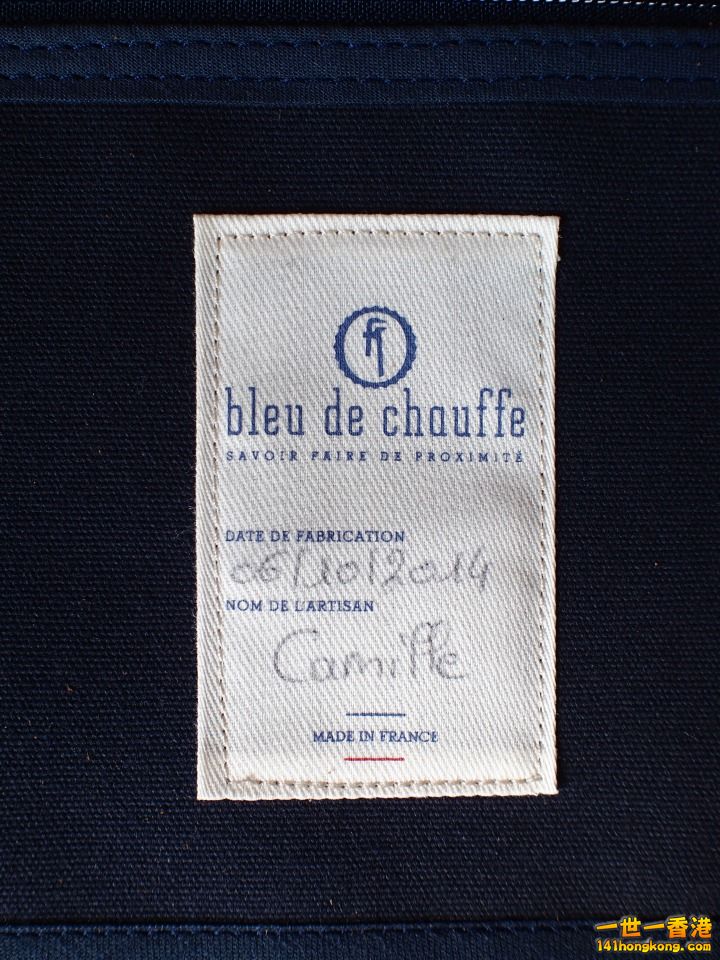 bleu de chauffe
SAVOIR FAIRE DE PROXIMITÉ
DATE DE FABRICATION
06/10/2014
NOM DE L'ARTISAN
Camille
MADE IN FRANCE
一世一香港
141hongkong.com